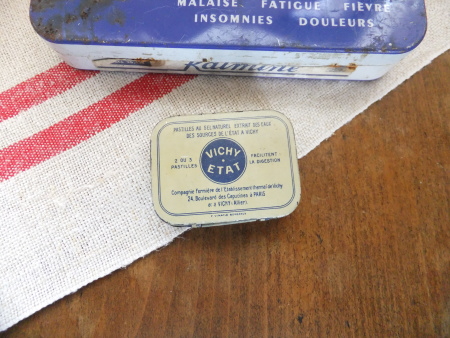 MALAISE FATIGUE FIÈVRE
INSOMNIES DOULEURS
PASTILLES AU SEL NATUREL EXTRAIT DES EAUX
DES SOURCES DE L'ETAT A VICHY
2 OU 3
PASTILLES
VICHY
ETAT
FACILITENT
LA DIGESTION
Compagnie fermière de l'Etablissement thermal de Vichy
24, Boulevard des Capucines à PARIS
et à VICHY (Allier)